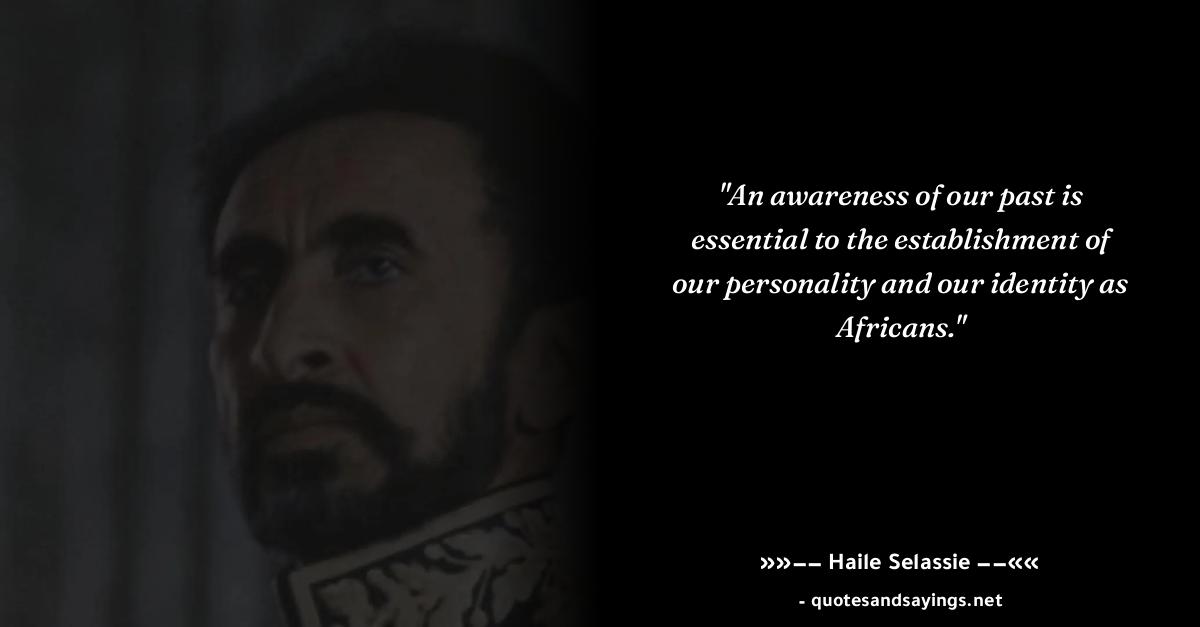 "An awareness of our past is
essential to the establishment of
our personality and our identity as
Africans."
»»−− Haile Selassie −−««
- quotesandsayings.net